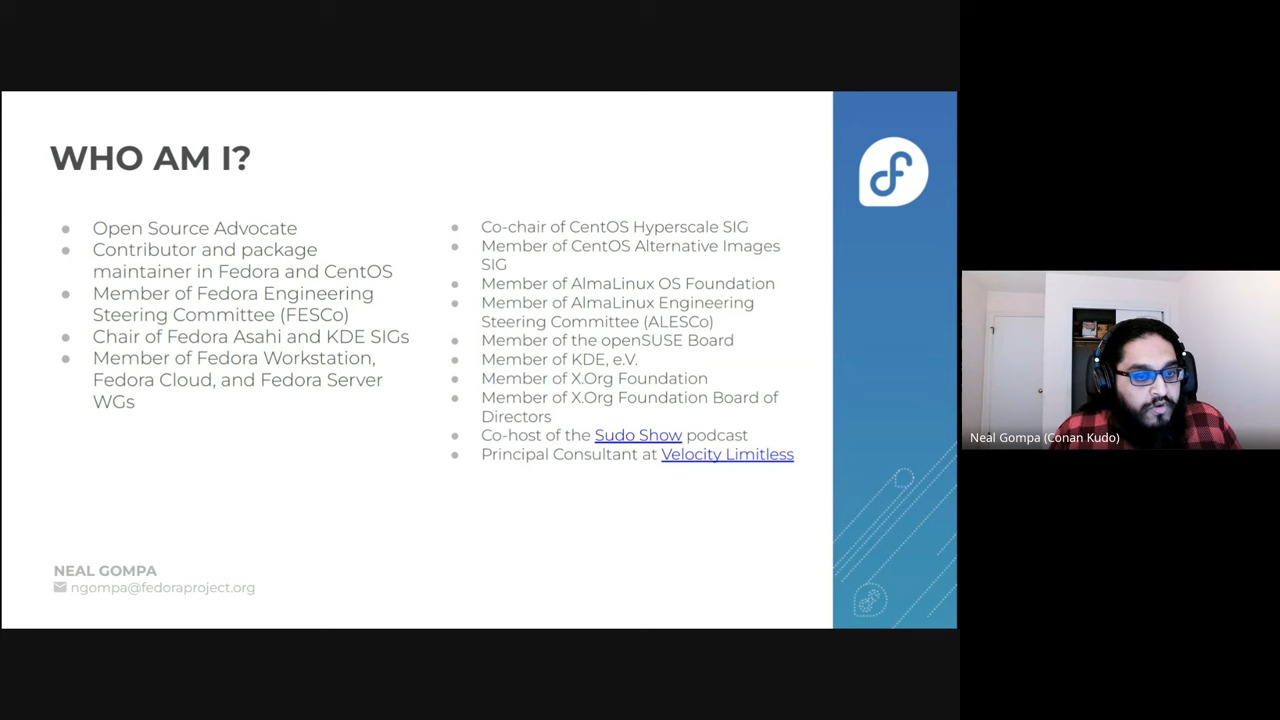 WHO AM I?
Open Source Advocate
Contributor and package
maintainer in Fedora and CentOS
Member of Fedora Engineering
Steering Committee (FESCo)
Chair of Fedora Asahi and KDE SIGs
Member of Fedora Workstation,
Fedora Cloud, and Fedora Server
WGs
Co-chair of CentOS Hyperscale SIG
Member of CentOS Alternative Images
SIG
Member of AlmaLinux OS Foundation
Member of AlmaLinux Engineering
Steering Committee (ALESCo)
Member of the openSUSE Board
Member of KDE, e.V.
Member of X.Org Foundation
Member of X.Org Foundation Board of
Directors
Co-host of the Sudo Show podcast
Principal Consultant at Velocity Limitless
NEAL GOMPA
ngompa@fedoraproject.org
Neal Gompa (Conan Kudo)